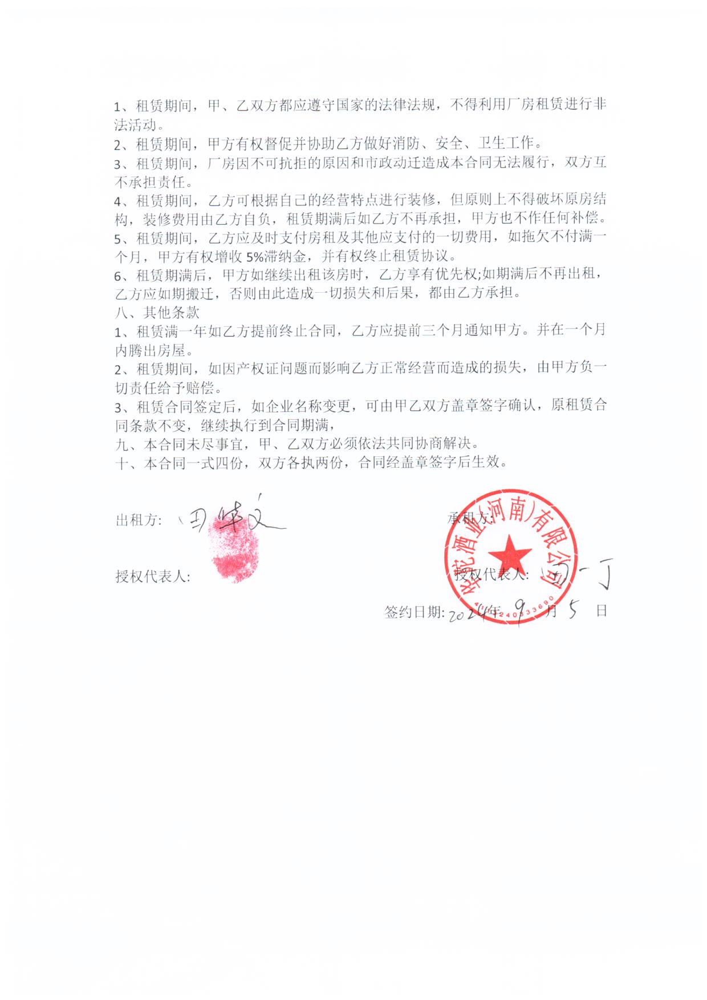 1、租赁期间，甲、乙双方都应遵守国家的法律法规，不得利用厂房租赁进行非
法活动。
2、租赁期间，甲方有权督促并协助乙方做好消防、安全、卫生工作。
3、租赁期间，厂房因不可抗拒的原因和市政动迁造成本合同无法履行，双方互
不承担责任。
4、租赁期间，乙方可根据自己的经营特点进行装修，但原则上不得破坏原房结
构，装修费用由乙方自负，租赁期满后如乙方不再承担，甲方也不作任何补偿。
5、租赁期间，乙方应及时支付房租及其他应支付的一切费用，如拖欠不付满一
个月，甲方有权增收 5%滞纳金，并有权终止租赁协议。
6、租赁期满后，甲方如继续出租该房时，乙方享有优先权;如期满后不再出租，
乙方应如期搬迁，否则由此造成一切损失和后果，都由乙方承担。
八、其他条款
1、租赁满一年如乙方提前终止合同，乙方应提前三个月通知甲方。并在一个月
内腾出房屋。
2、租赁期间，如因产权证问题而影响乙方正常经营而造成的损失，由甲方负一
切责任给予赔偿。
3、租赁合同签定后，如企业名称变更，可由甲乙双方盖章签字确认，原租赁合
同条款不变，继续执行到合同期满，
九、本合同未尽事宜，甲、乙双方必须依法共同协商解决。
十、本合同一式四份，双方各执两份，合同经盖章签字后生效。
出租方: 田华文
承租方:
华驼酒业(河南)有限公司
授权代表人:
授权代表人: 田一丁
签约日期: 2024年 9 月 5 日